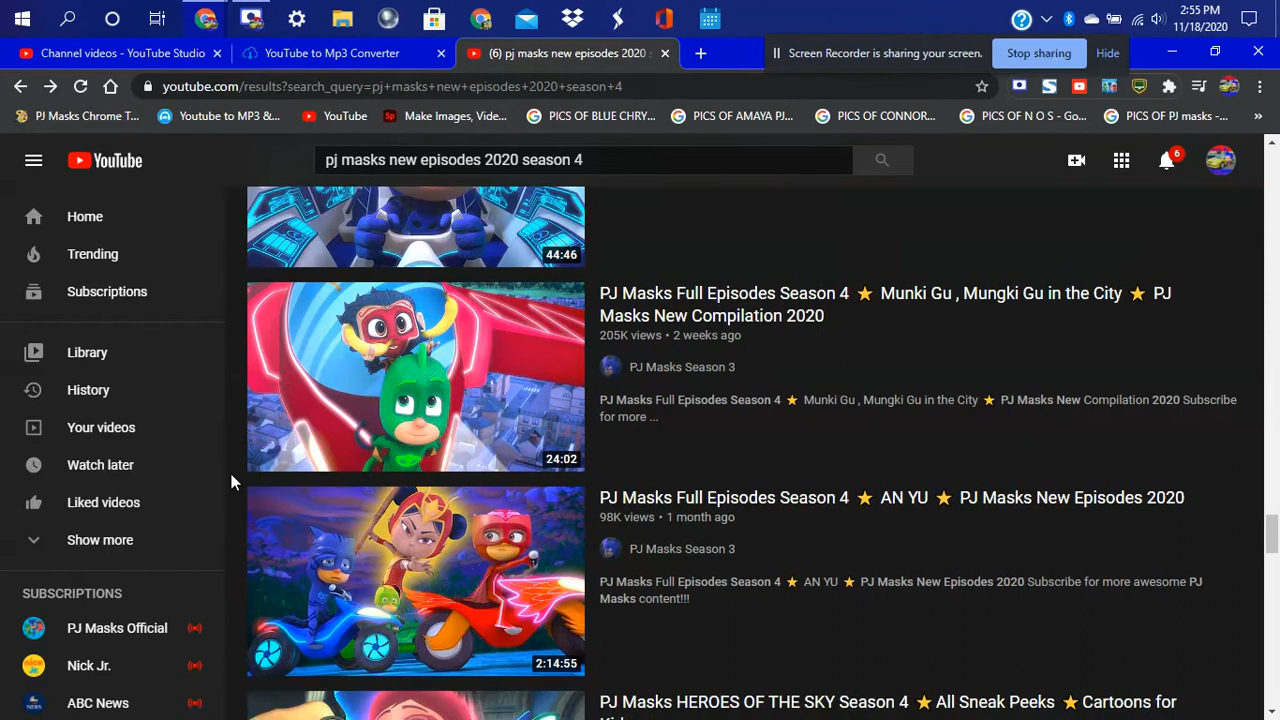 2:55 PM
11/18/2020
Channel videos - YouTube Studio
YouTube to Mp3 Converter
(6) pj masks new episodes 2020 s
Screen Recorder is sharing your screen.
Stop sharing
Hide
youtube.com/results?search_query=pj+masks+new+episodes+2020+season+4
PJ Masks Chrome T...
Youtube to MP3 &...
YouTube
Make Images, Vide...
PICS OF BLUE CHRY...
PICS OF AMAYA PJ...
PICS OF CONNOR...
PICS OF N O S - Go...
PICS OF PJ masks -...
YouTube
pj masks new episodes 2020 season 4
6
Home
Trending
Subscriptions
Library
History
Your videos
Watch later
Liked videos
Show more
SUBSCRIPTIONS
PJ Masks Official
Nick Jr.
ABC News
44:46
24:02
PJ Masks Full Episodes Season 4 ⭐ Munki Gu , Mungki Gu in the City ⭐ PJ
Masks New Compilation 2020
205K views • 2 weeks ago
PJ Masks Season 3
PJ Masks Full Episodes Season 4 ⭐ Munki Gu , Mungki Gu in the City ⭐ PJ Masks New Compilation 2020 Subscribe
for more ...
2:14:55
PJ Masks Full Episodes Season 4 ⭐ AN YU ⭐ PJ Masks New Episodes 2020
98K views • 1 month ago
PJ Masks Season 3
PJ Masks Full Episodes Season 4 ⭐ AN YU ⭐ PJ Masks New Episodes 2020 Subscribe for more awesome PJ
Masks content!!!
PJ Masks HEROES OF THE SKY Season 4 ⭐All Sneak Peeks ⭐Cartoons for